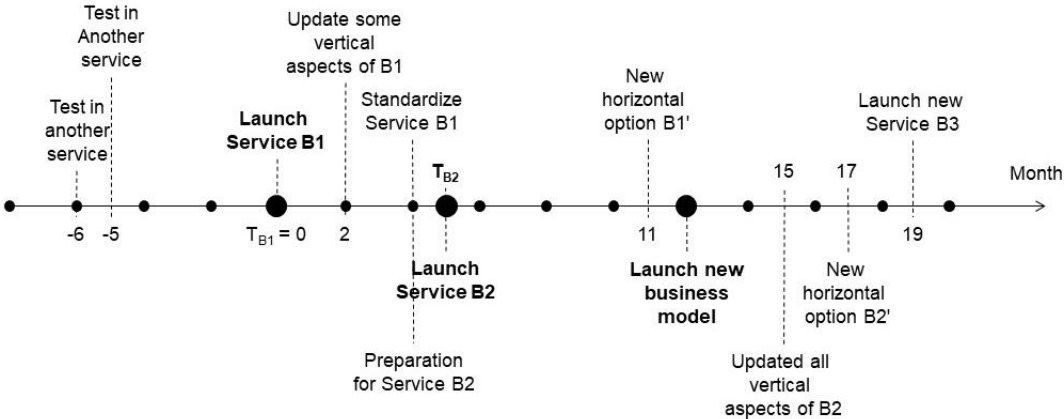 Test in
Another
service
Test in
another
service
Launch
Service B1
Update some
vertical
aspects of B1
Standardize
Service B1
T_B2
New
horizontal
option B1'
15
17
Launch new
Service B3
Month
-6
-5
T_B1 = 0
2
11
19
Launch
Service B2
Launch new
business
model
New
horizontal
option B2'
Preparation
for Service B2
Updated all
vertical
aspects of B2